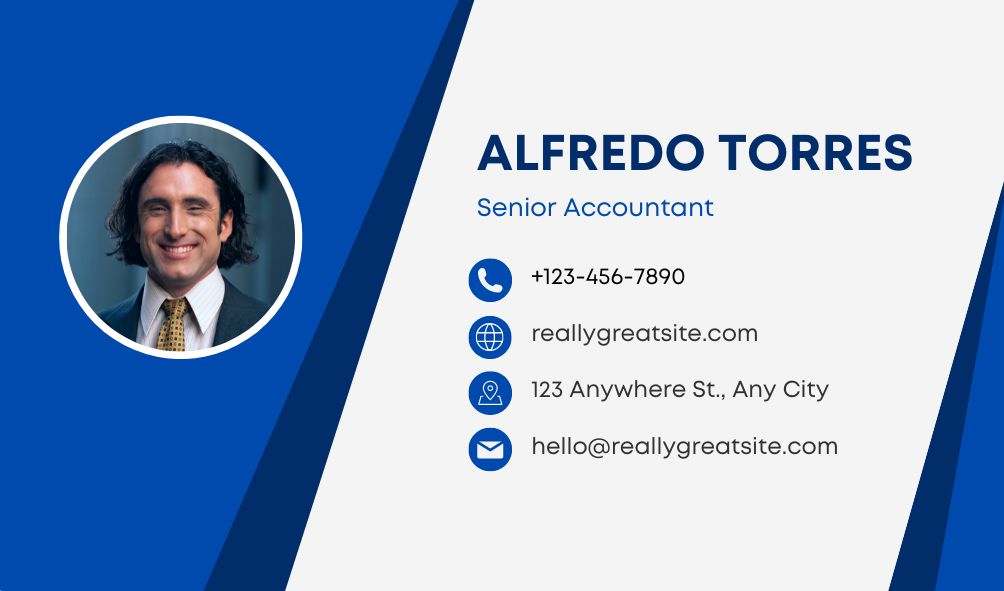 ALFREDO TORRES
Senior Accountant
+123-456-7890
reallygreatsite.com
123 Anywhere St., Any City
hello@reallygreatsite.com